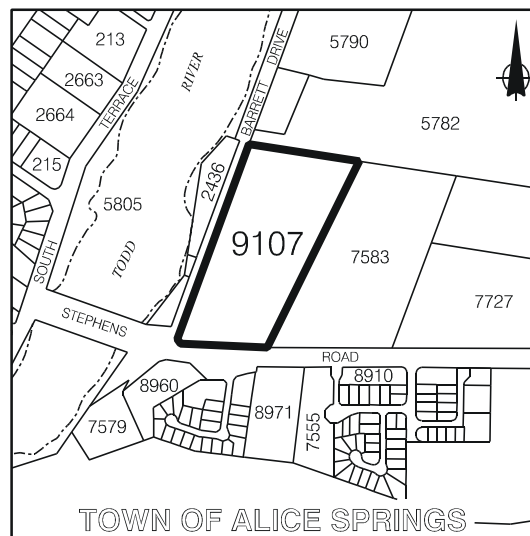 213
5790
2663
DRIVE
RIVER
2664
TERRACE
BARRETT
5782
215
2436
5805
9107
7583
SOUTH
TODD
7727
STEPHENS
ROAD
8960
8910
8971
7555
7579
TOWN OF ALICE SPRINGS